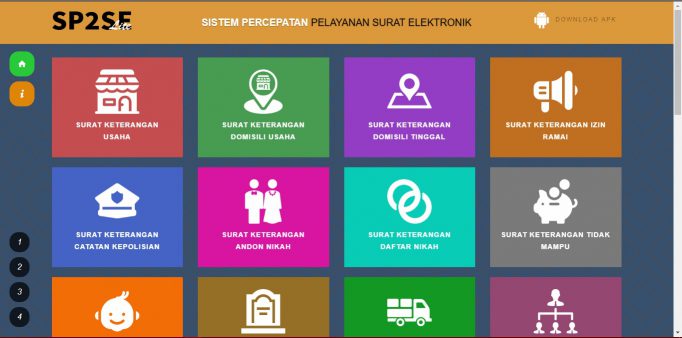 SP2SE
Lite
SISTEM PERCEPATAN PELAYANAN SURAT ELEKTRONIK
DOWNLOAD APK
SURAT KETERANGAN
USAHA
SURAT KETERANGAN
DOMISILI USAHA
SURAT KETERANGAN
DOMISILI TINGGAL
SURAT KETERANGAN IZIN
RAMAI
SURAT KETERANGAN
CATATAN KEPOLISIAN
SURAT KETERANGAN
ANDON NIKAH
SURAT KETERANGAN
DAFTAR NIKAH
SURAT KETERANGAN TIDAK
MAMPU
1
2
3
4